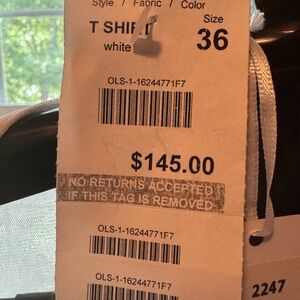 Style / Fabric / Color
Size
T SHIRT
36
white
OLS-1-16244771F7
$145.00
NO RETURNS ACCEPTED
IF THIS TAG IS REMOVED
OLS-1-16244771F7
OLS-1-16244771F7
2247